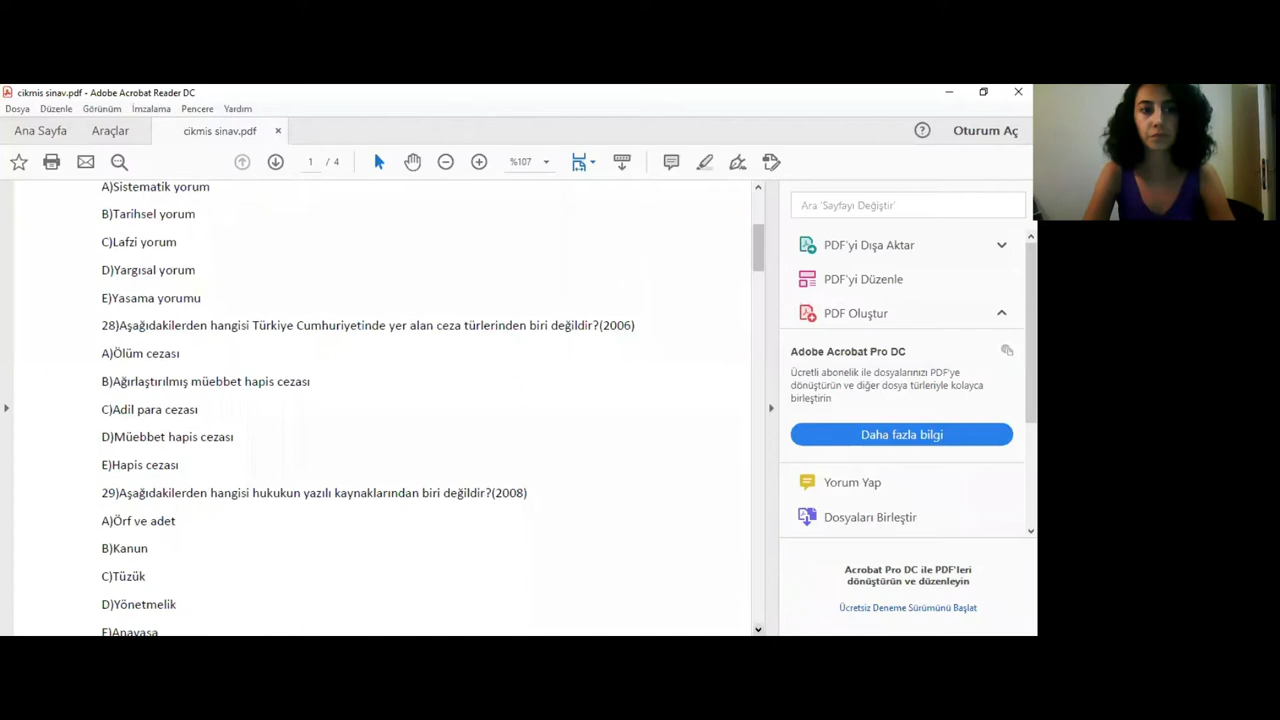 cikmis sinav.pdf - Adobe Acrobat Reader DC
Dosya Düzenle Görünüm İmzalama Pencere Yardım
Ana Sayfa Araçlar cikmis sinav.pdf × Oturum Aç
1 / 4 %107
A)Sistematik yorum
B)Tarihsel yorum
C)Lafzi yorum
D)Yargısal yorum
E)Yasama yorumu
28)Aşağıdakilerden hangisi Türkiye Cumhuriyetinde yer alan ceza türlerinden biri değildir?(2006)
A)Ölüm cezası
B)Ağırlaştırılmış müebbet hapis cezası
C)Adil para cezası
D)Müebbet hapis cezası
E)Hapis cezası
29)Aşağıdakilerden hangisi hukukun yazılı kaynaklarından biri değildir?(2008)
A)Örf ve adet
B)Kanun
C)Tüzük
D)Yönetmelik
E)Anayasa
Ara 'Sayfayı Değiştir'
PDF'yi Dışa Aktar
PDF'yi Düzenle
PDF Oluştur
Adobe Acrobat Pro DC
Ücretli abonelik ile dosyalarınızı PDF'ye
dönüştürün ve diğer dosya türleriyle kolayca
birleştirin
Daha fazla bilgi
Yorum Yap
Dosyaları Birleştir
Acrobat Pro DC ile PDF'leri
dönüştürün ve düzenleyin
Ücretsiz Deneme Sürümünü Başlat